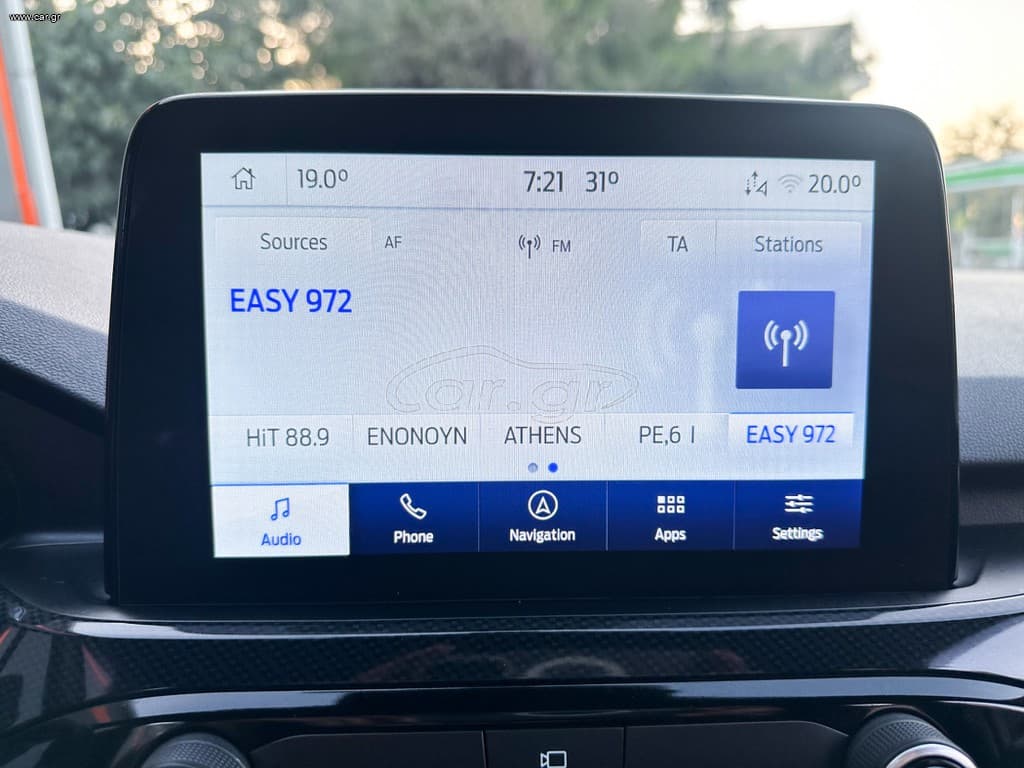 www.car.gr
19.0° 7:21 31° 20.0°
Sources AF FM TA Stations
EASY 972
car.gr
HiT 88.9 ENONOYN ATHENS PE,6 I EASY 972
Audio Phone Navigation Apps Settings